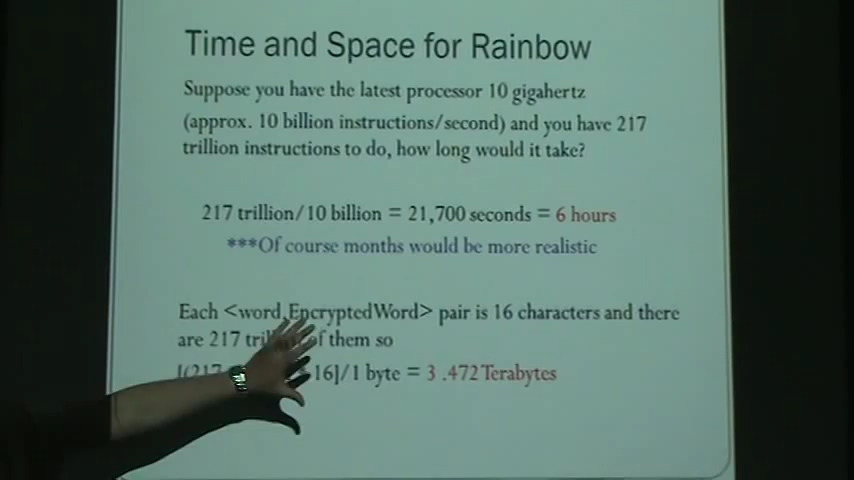 Time and Space for Rainbow
Suppose you have the latest processor 10 gigahertz
(approx. 10 billion instructions/second) and you have 217
trillion instructions to do, how long would it take?
217 trillion/10 billion = 21,700 seconds = 6 hours
***Of course months would be more realistic
Each <word,EncryptedWord> pair is 16 characters and there
are 217 of them so
[(217 16]/1 byte = 3 .472Terabytes